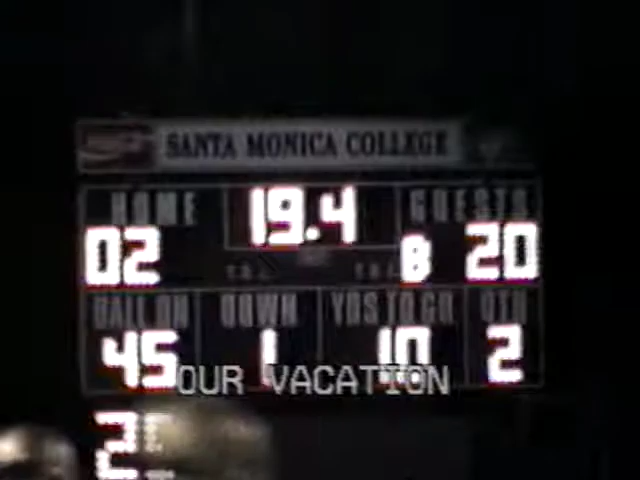 SANTA MONICA COLLEGE
HOME 19.4 GUESTS
02 20
BALL ON DOWN YDS TO GO QTR
45 1 10 2
OUR VACATION